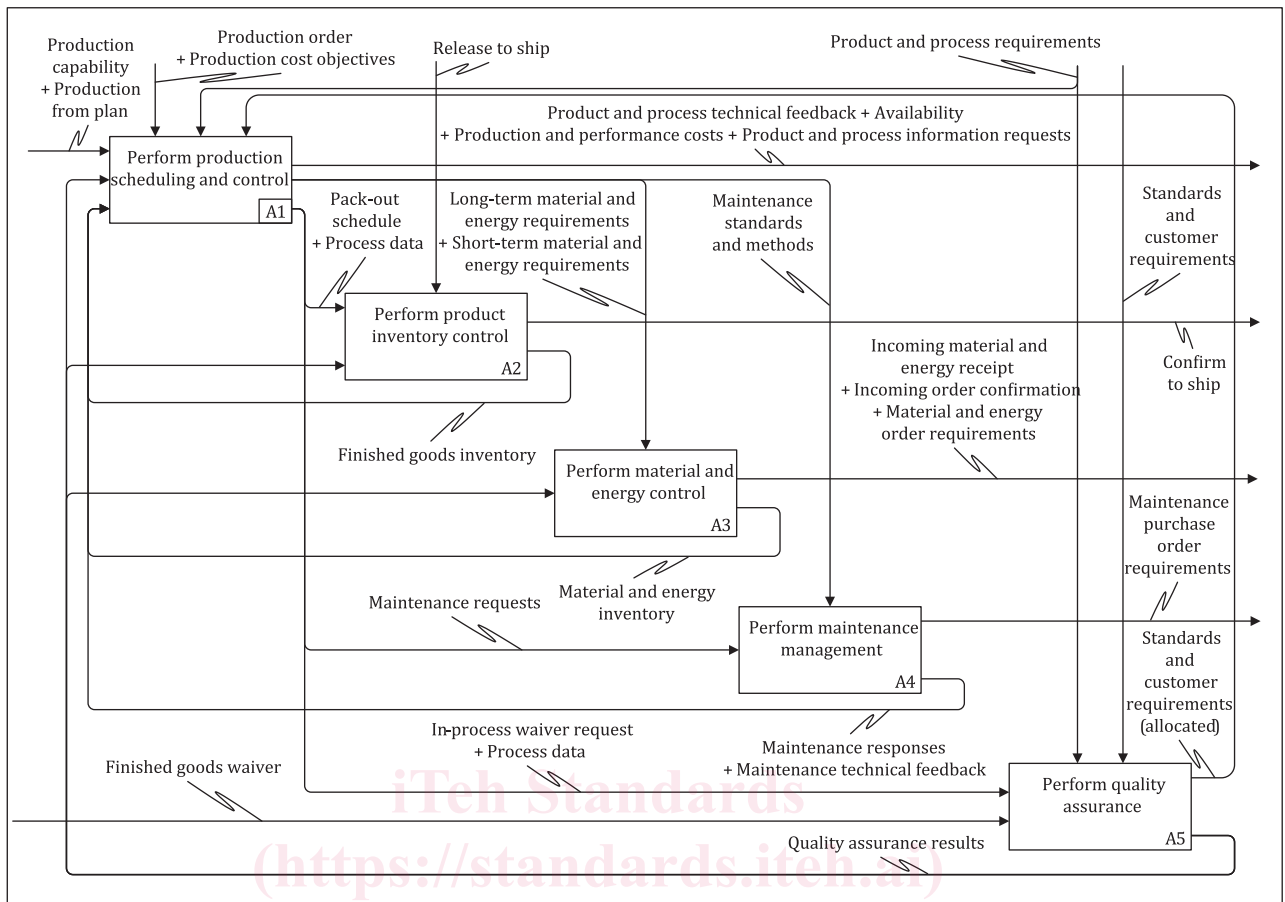 Production
capability
+ Production
from plan
Production order
+ Production cost objectives
Release to ship
Product and process requirements
Product and process technical feedback + Availability
+ Production and performance costs + Product and process information requests
Perform production
scheduling and control
A1
Pack-out
schedule
+ Process data
Long-term material and
energy requirements
+ Short-term material and
energy requirements
Maintenance
standards
and methods
Standards
and
customer
requirements
Perform product
inventory control
A2
Incoming material and
energy receipt
+ Incoming order confirmation
+ Material and energy
order requirements
Confirm
to ship
Finished goods inventory
Perform material and
energy control
A3
Maintenance
purchase
order
requirements
Material and energy
inventory
Maintenance requests
Perform maintenance
management
A4
Standards
and
customer
requirements
(allocated)
In-process waiver request
+ Process data
Maintenance responses
+ Maintenance technical feedback
Finished goods waiver
Perform quality
assurance
A5
Quality assurance results
iTeh Standards
(https://standards.iteh.ai)